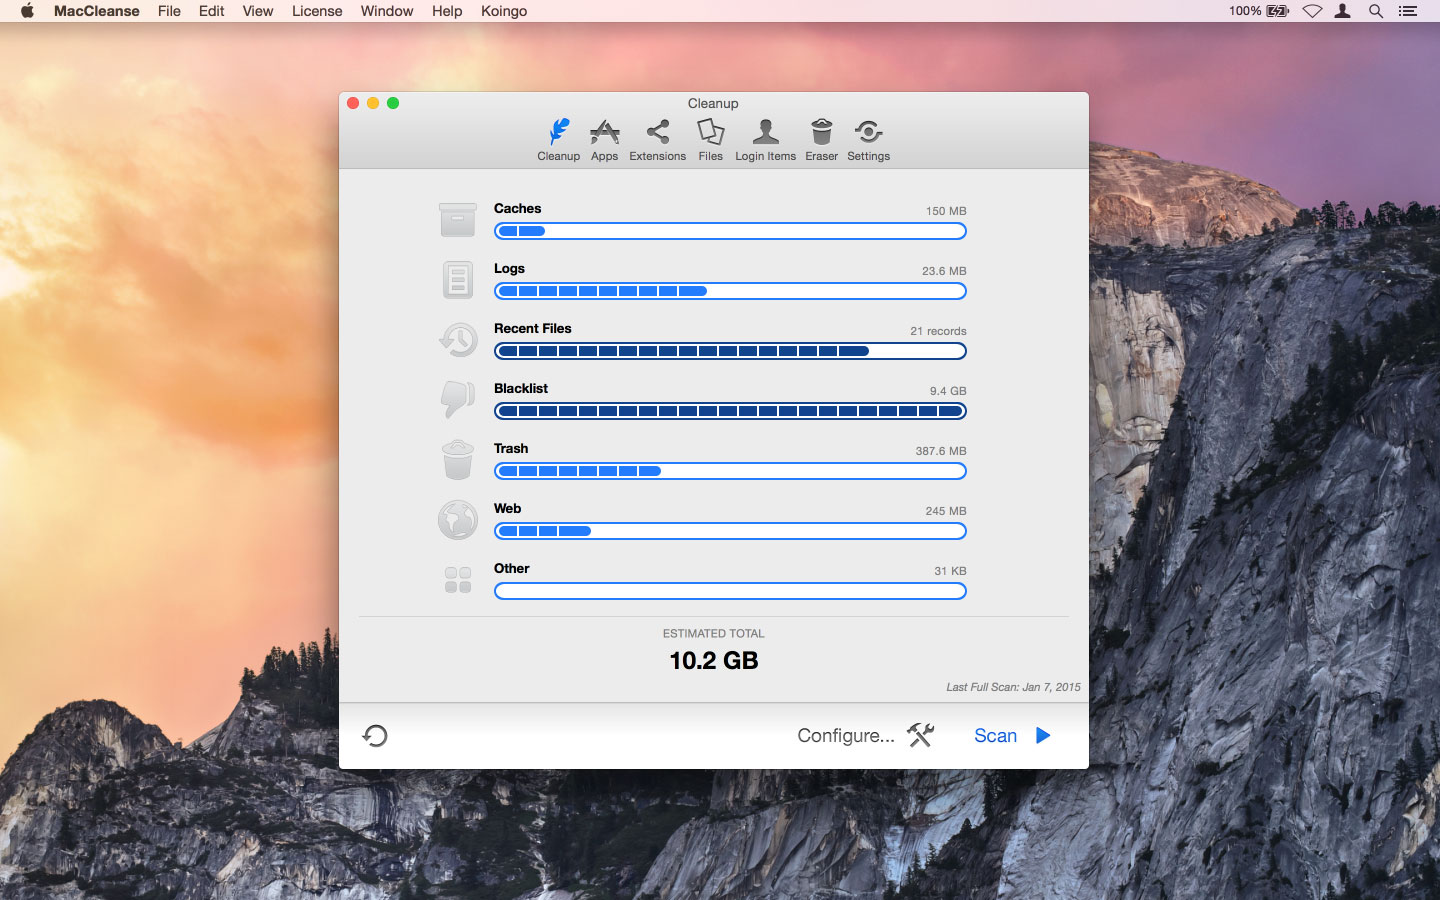 MacCleanse File Edit View License Window Help Koingo 100%
Cleanup
Cleanup Apps Extensions Files Login Items Eraser Settings
Caches 150 MB
Logs 23.6 MB
Recent Files 21 records
Blacklist 9.4 GB
Trash 387.6 MB
Web 245 MB
Other 31 KB
ESTIMATED TOTAL
10.2 GB
Last Full Scan: Jan 7, 2015
Configure... Scan